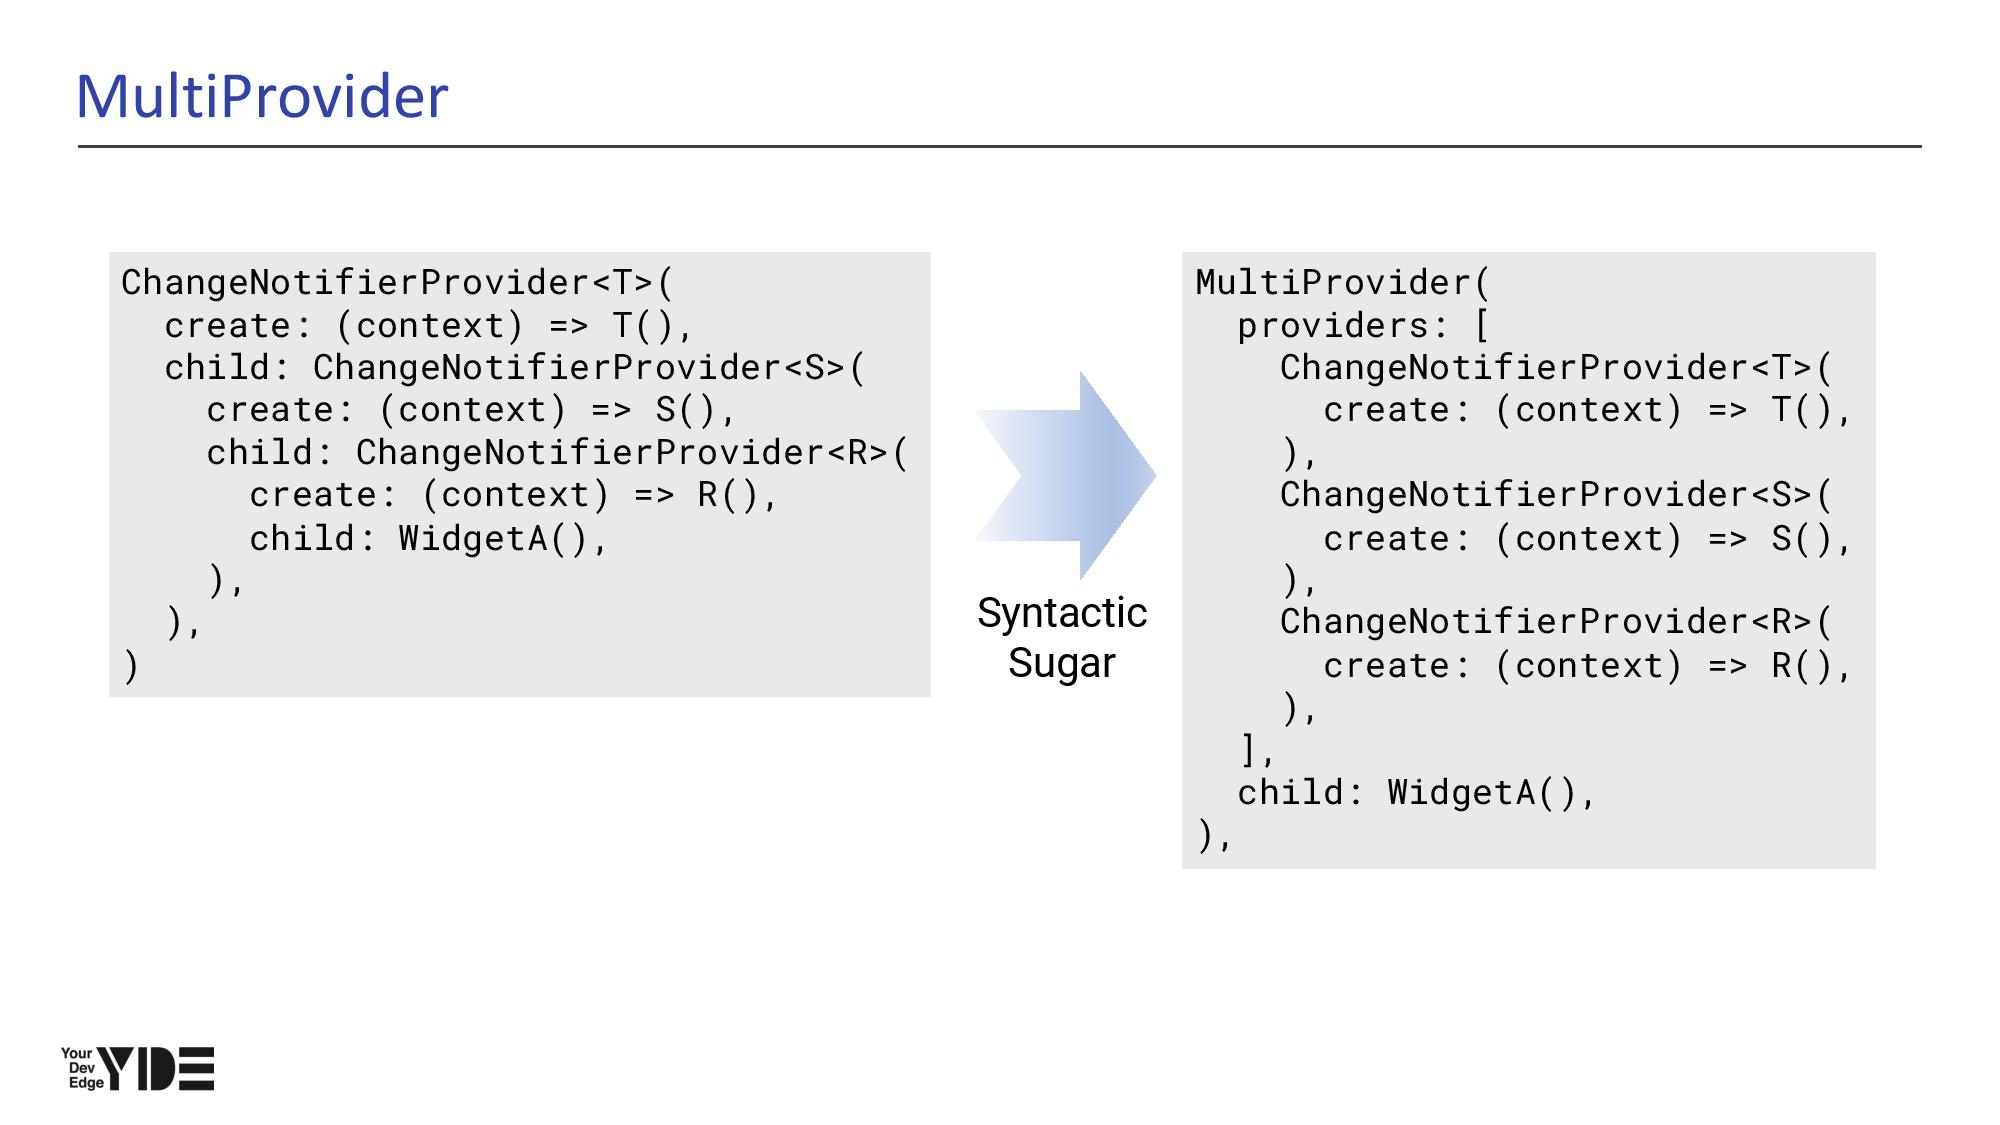 MultiProvider
ChangeNotifierProvider<T>(
  create: (context) => T(),
  child: ChangeNotifierProvider<S>(
    create: (context) => S(),
    child: ChangeNotifierProvider<R>(
      create: (context) => R(),
      child: WidgetA(),
    ),
  ),
)
Syntactic
Sugar
MultiProvider(
  providers: [
    ChangeNotifierProvider<T>(
      create: (context) => T(),
    ),
    ChangeNotifierProvider<S>(
      create: (context) => S(),
    ),
    ChangeNotifierProvider<R>(
      create: (context) => R(),
    ),
  ],
  child: WidgetA(),
),
Your
Dev
Edge
YDE